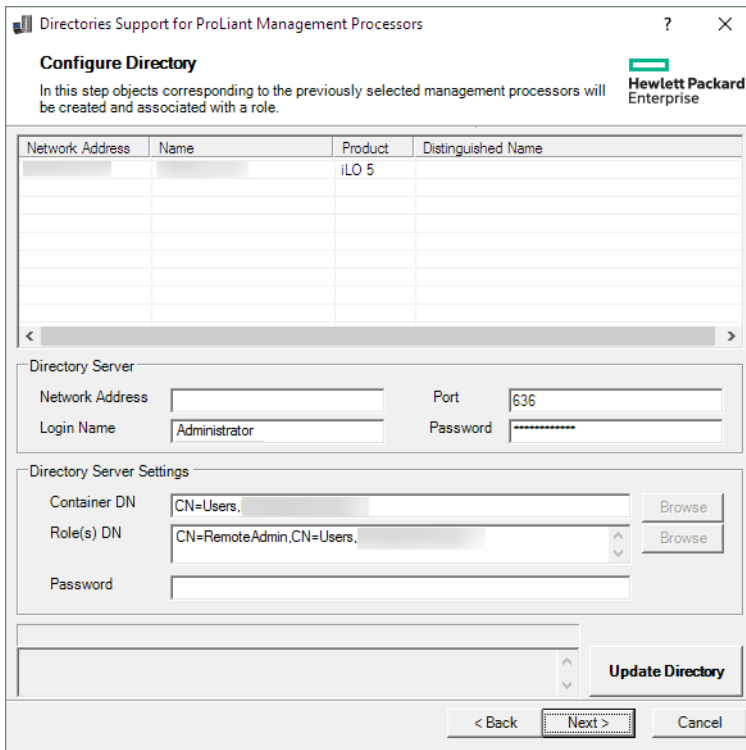 Directories Support for ProLiant Management Processors ? ×
Configure Directory
In this step objects corresponding to the previously selected management processors will
be created and associated with a role.
Hewlett Packard
Enterprise
Network Address Name Product Distinguished Name
iLO 5
Directory Server
Network Address Port 636
Login Name Administrator Password ************
Directory Server Settings
Container DN CN=Users, Browse
Role(s) DN CN=RemoteAdmin,CN=Users, Browse
Password
Update Directory
< Back Next > Cancel